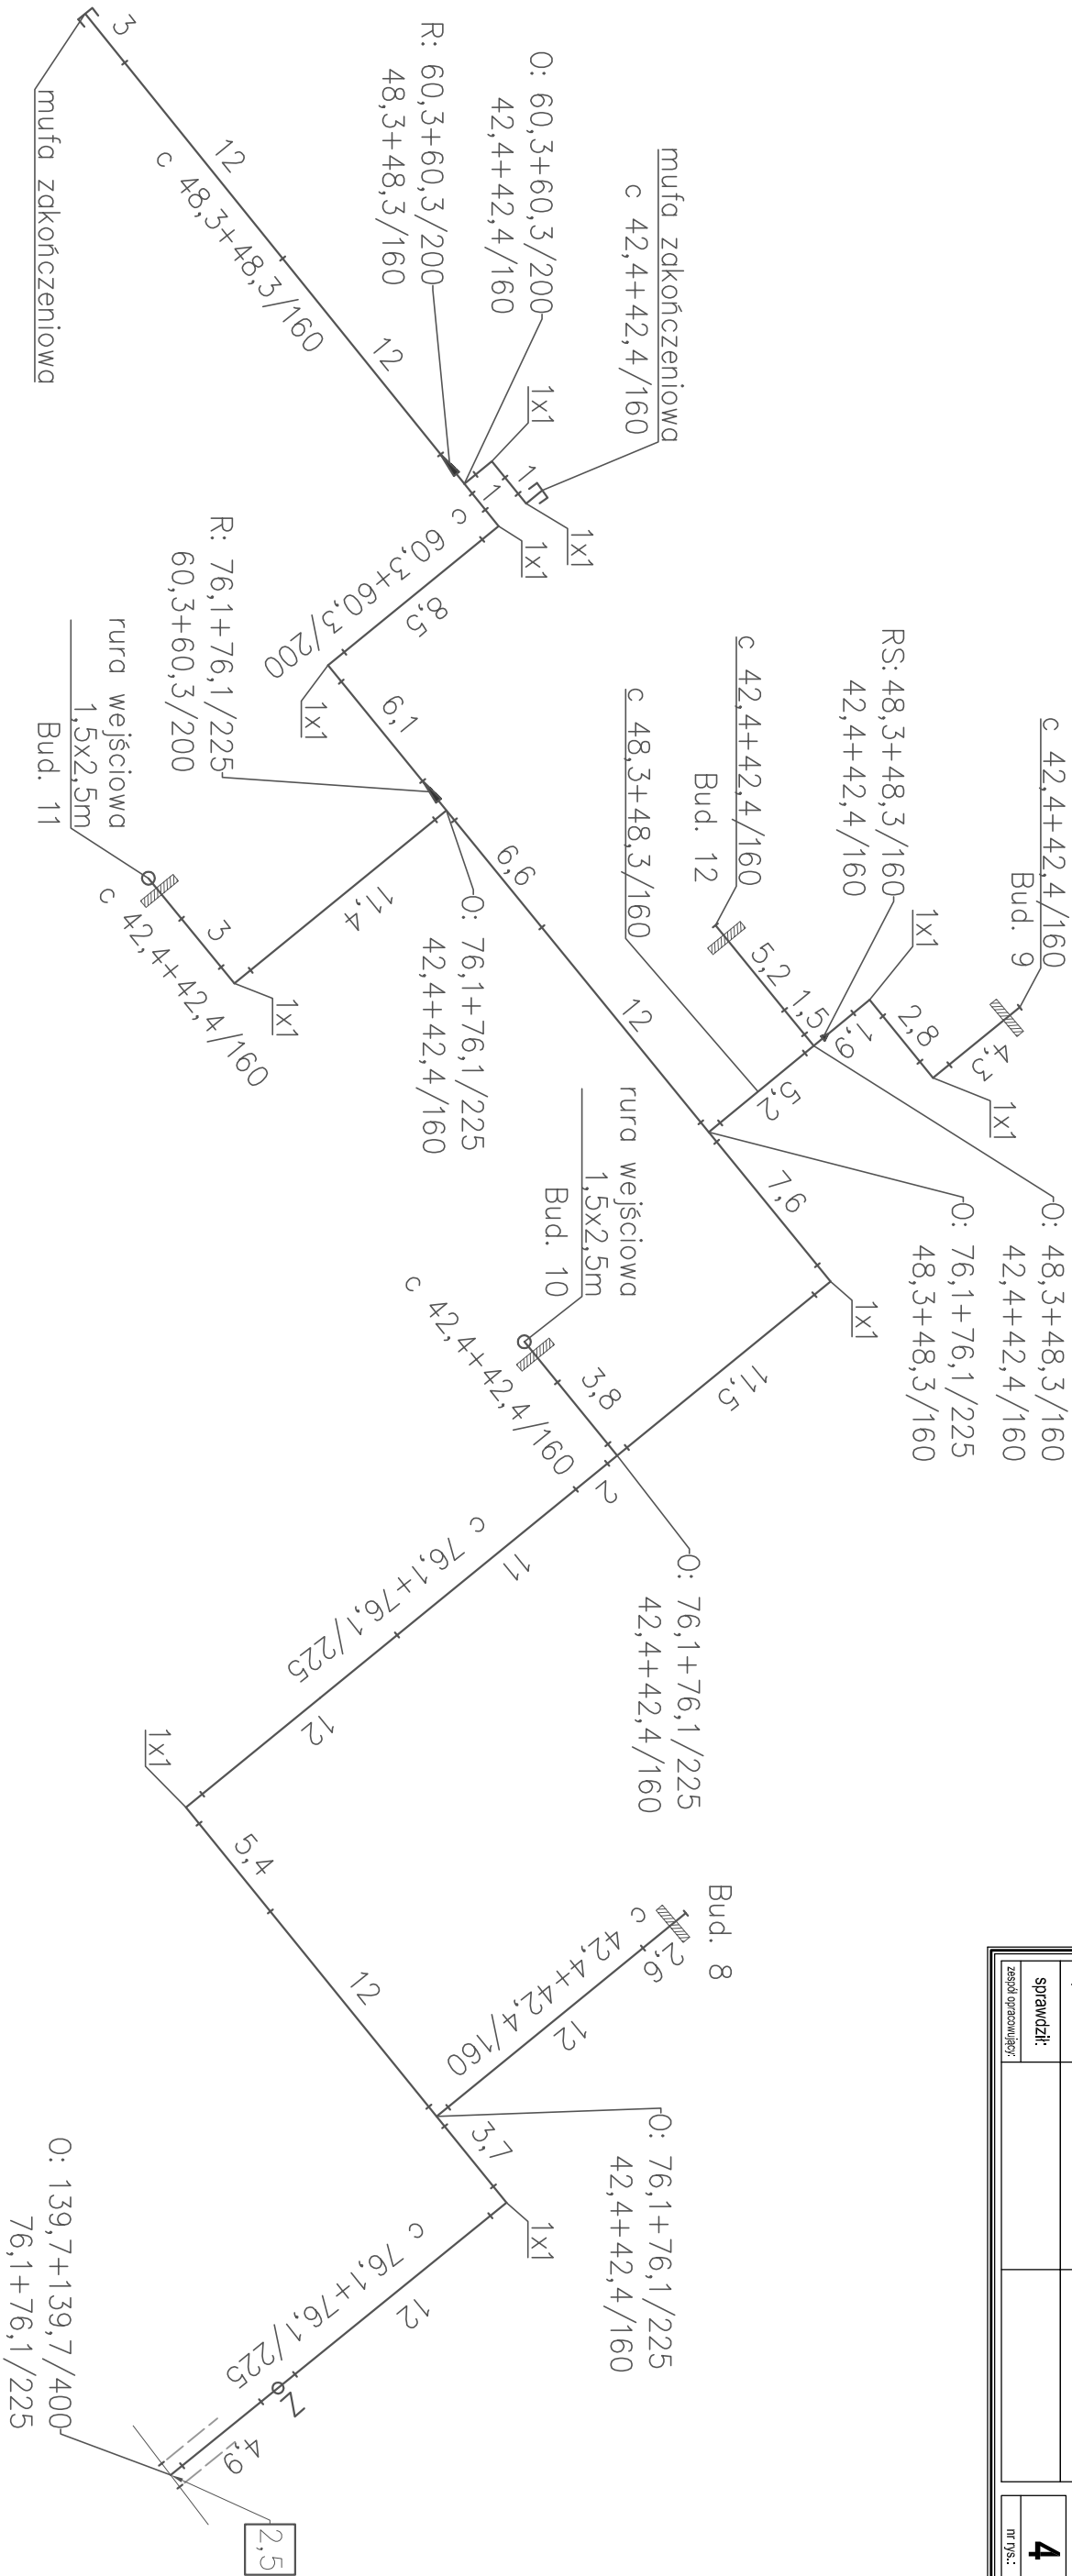 3
mufa zakończeniowa
12
c 48,3+48,3/160
12
R: 60,3+60,3/200
48,3+48,3/160
O: 60,3+60,3/200
42,4+42,4/160
mufa zakończeniowa
c 42,4+42,4/160
1x1
1
1x1
1
1x1
c 60,3+60,3/200
8,5
1x1
6,1
R: 76,1+76,1/225
60,3+60,3/200
rura wejściowa
1,5x2,5m
Bud. 11
3
c 42,4+42,4/160
1x1
11,4
O: 76,1+76,1/225
42,4+42,4/160
6,6
12
c 48,3+48,3/160
c 42,4+42,4/160
Bud. 12
RS: 48,3+48,3/160
42,4+42,4/160
1x1
c 42,4+42,4/160
Bud. 9
5,2
1,5
1,6
2,8
4,3
1x1
5,2
O: 48,3+48,3/160
42,4+42,4/160
O: 76,1+76,1/225
48,3+48,3/160
7,6
1x1
11,5
rura wejściowa
1,5x2,5m
Bud. 10
3,8
c 42,4+42,4/160
2
O: 76,1+76,1/225
42,4+42,4/160
11
c 76,1+76,1/225
12
1x1
5,4
12
Bud. 8
2,6
c 42,4+42,4/160
12
O: 76,1+76,1/225
42,4+42,4/160
3,7
1x1
c 76,1+76,1/225
12
Z
4,9
O: 139,7+139,7/400
76,1+76,1/225
2,5
sprawdził:
zespół opracowujący:
4
nr rys.: